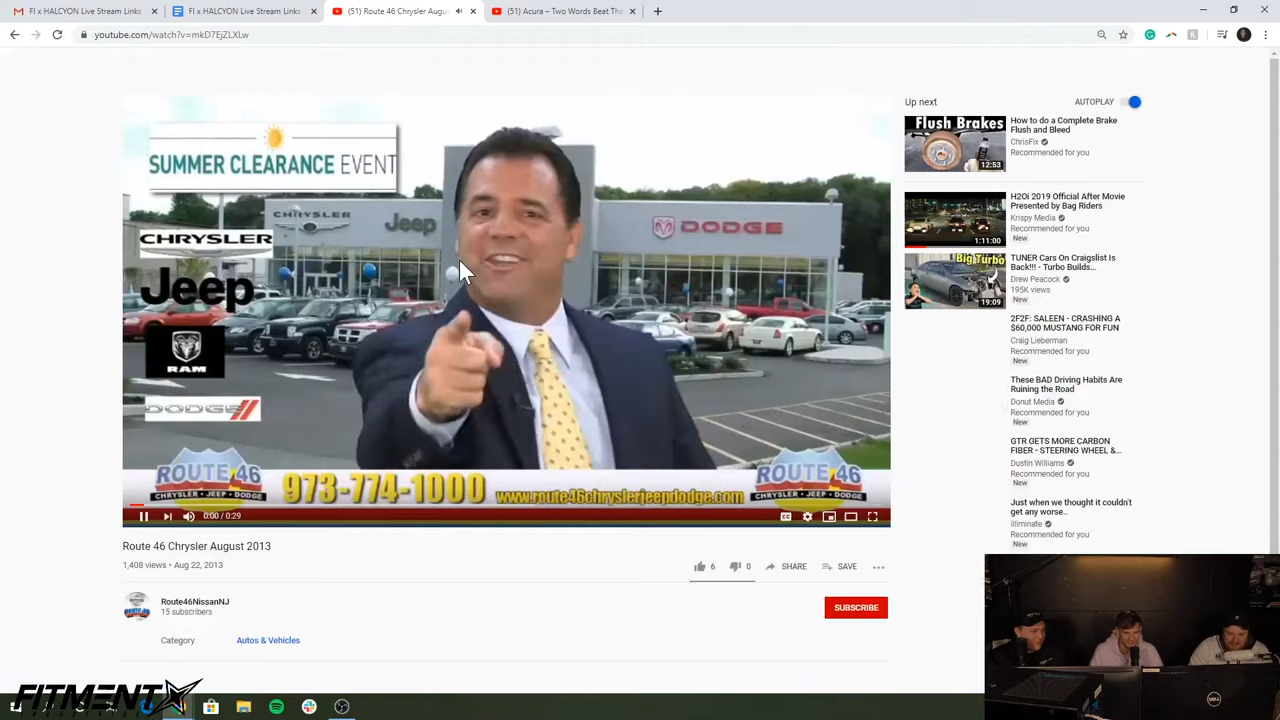 FI x HALCYON Live Stream Links
FI x HALCYON Live Stream Links
(51) Route 46 Chrysler Augus
(51) Acura – Two Words Beat Tha
youtube.com/watch?v=mkD7EjZLXLw
SUMMER CLEARANCE EVENT
CHRYSLER
Jeep
DODGE
CHRYSLER
Jeep
RAM
DODGE
ROUTE 46
CHRYSLER • JEEP • DODGE
973-774-1000
www.route46chryslerjeepdodge.com
ROUTE 46
CHRYSLER • JEEP • DODGE
0:00 / 0:29
Route 46 Chrysler August 2013
1,408 views • Aug 22, 2013
6
0
SHARE
SAVE
Route46NissanNJ
15 subscribers
SUBSCRIBE
Category
Autos & Vehicles
Up next
AUTOPLAY
Flush Brakes
12:53
How to do a Complete Brake
Flush and Bleed
ChrisFix
Recommended for you
1:11:00
H2Oi 2019 Official After Movie
Presented by Bag Riders
Krispy Media
Recommended for you
New
Big Turbo
19:09
TUNER Cars On Craigslist Is
Back!!! - Turbo Builds...
Drew Peacock
195K views
New
2F2F: SALEEN - CRASHING A
$60,000 MUSTANG FOR FUN
Craig Lieberman
Recommended for you
New
These BAD Driving Habits Are
Ruining the Road
Donut Media
Recommended for you
New
GTR GETS MORE CARBON
FIBER - STEERING WHEEL &...
Dustin Williams
Recommended for you
New
Just when we thought it couldn't
get any worse..
illiminate
Recommended for you
New
DELL
FITMENT